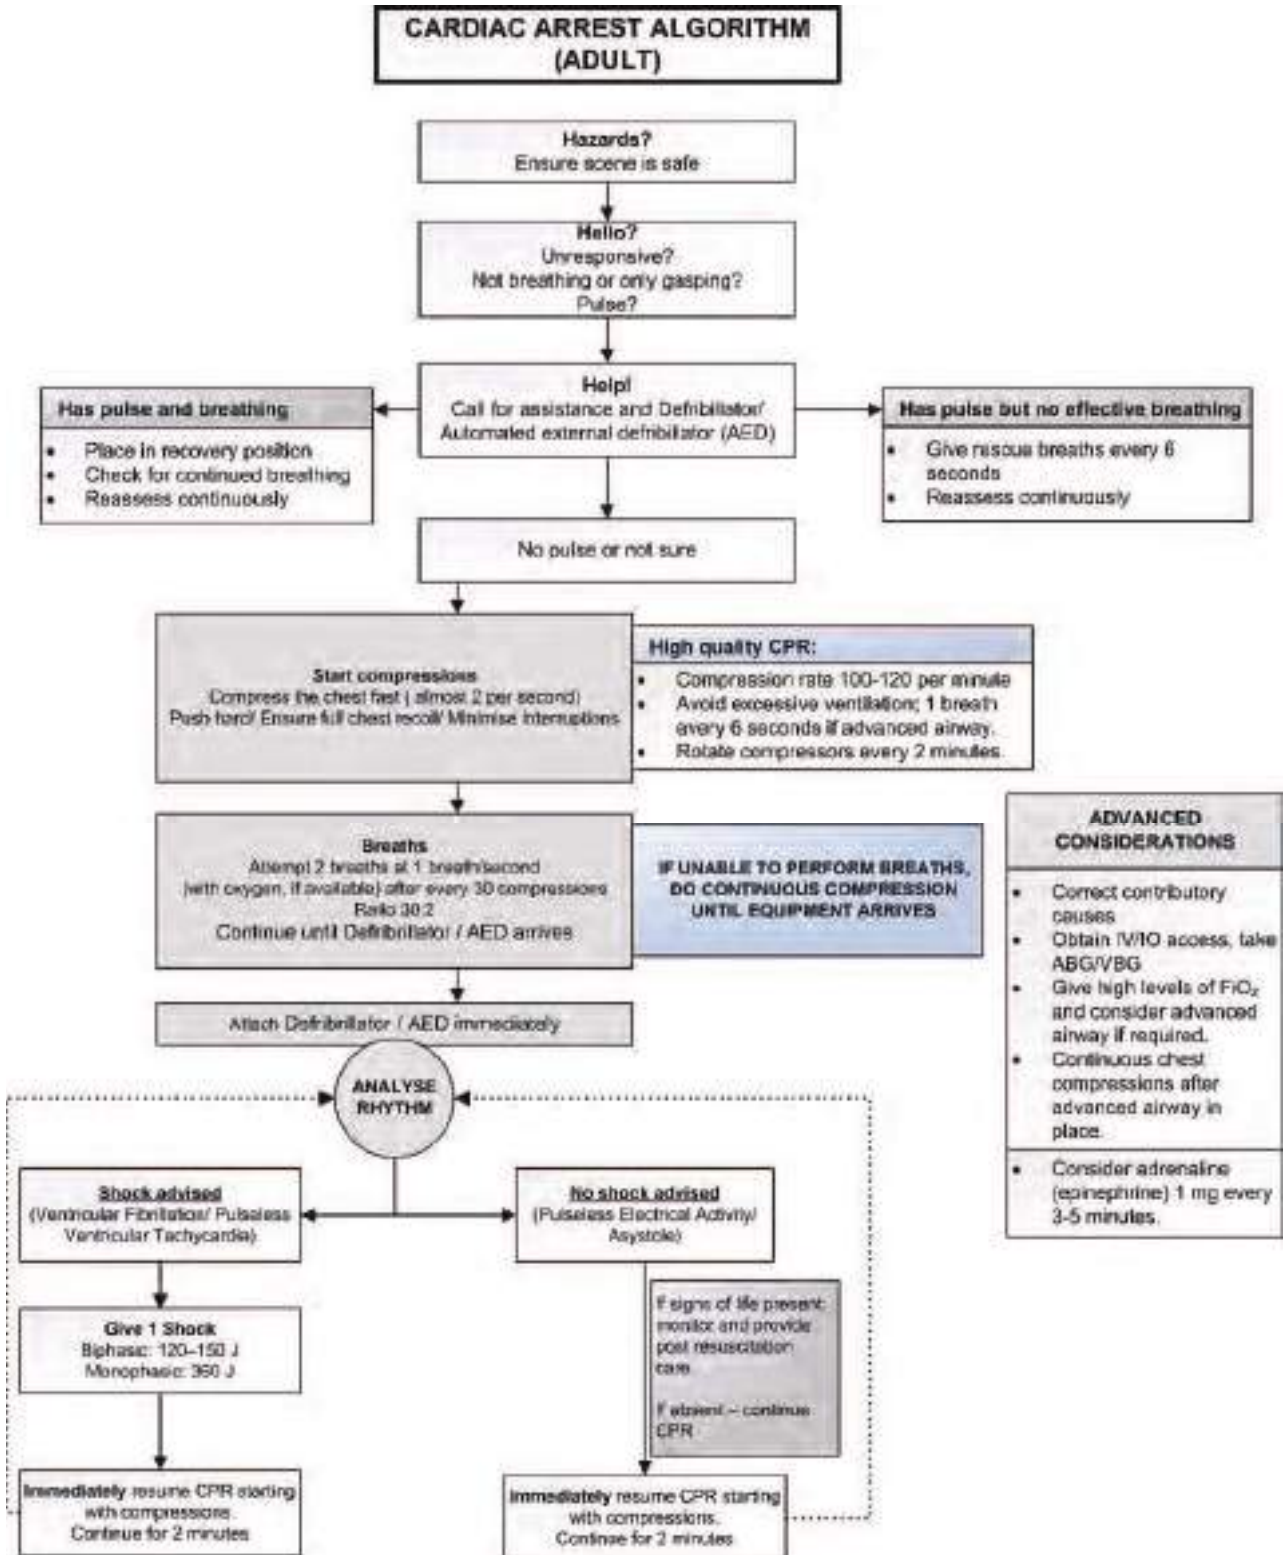 CARDIAC ARREST ALGORITHM
(ADULT)
Hazards?
Ensure scene is safe
Hello?
Unresponsive?
Not breathing or only gasping?
Pulse?
Help!
Call for assistance and Defribillator/
Automated external defribillator (AED)
Has pulse and breathing
• Place in recovery position
• Check for continued breathing
• Reassess continuously
Has pulse but no effective breathing
• Give rescue breaths every 6
seconds
• Reassess continuously
No pulse or not sure
Start compressions
Compress the chest fast ( almost 2 per second)
Push hard/ Ensure full chest recoil/ Minimise Interruptions
High quality CPR:
• Compression rate 100-120 per minute
• Avoid excessive ventilation; 1 breath
every 6 seconds if advanced airway.
• Rotate compressors every 2 minutes.
Breaths
Attempt 2 breaths at 1 breath/second
(with oxygen, if available) after every 30 compressions
Ratio 30:2
Continue until Defribrillator / AED arrives
IF UNABLE TO PERFORM BREATHS,
DO CONTINUOUS COMPRESSION
UNTIL EQUIPMENT ARRIVES
Attach Defribrillator / AED immediately
ANALYSE
RHYTHM
Shock advised
(Ventricular Fibrillation/ Pulseless
Ventricular Tachycardia)
No shock advised
(Pulseless Electrical Activity/
Asystole)
Give 1 Shock
Biphasic: 120–150 J
Monophasic: 360 J
If signs of life present:
monitor and provide
post resuscitation
care.
If absent – continue
CPR
Immediately resume CPR starting
with compressions.
Continue for 2 minutes
Immediately resume CPR starting
with compressions.
Continue for 2 minutes
ADVANCED
CONSIDERATIONS
• Correct contributory
causes
• Obtain IV/IO access, take
ABG/VBG
• Give high levels of FiO₂
and consider advanced
airway if required.
• Continuous chest
compressions after
advanced airway in
place.
• Consider adrenaline
(epinephrine) 1 mg every
3-5 minutes.